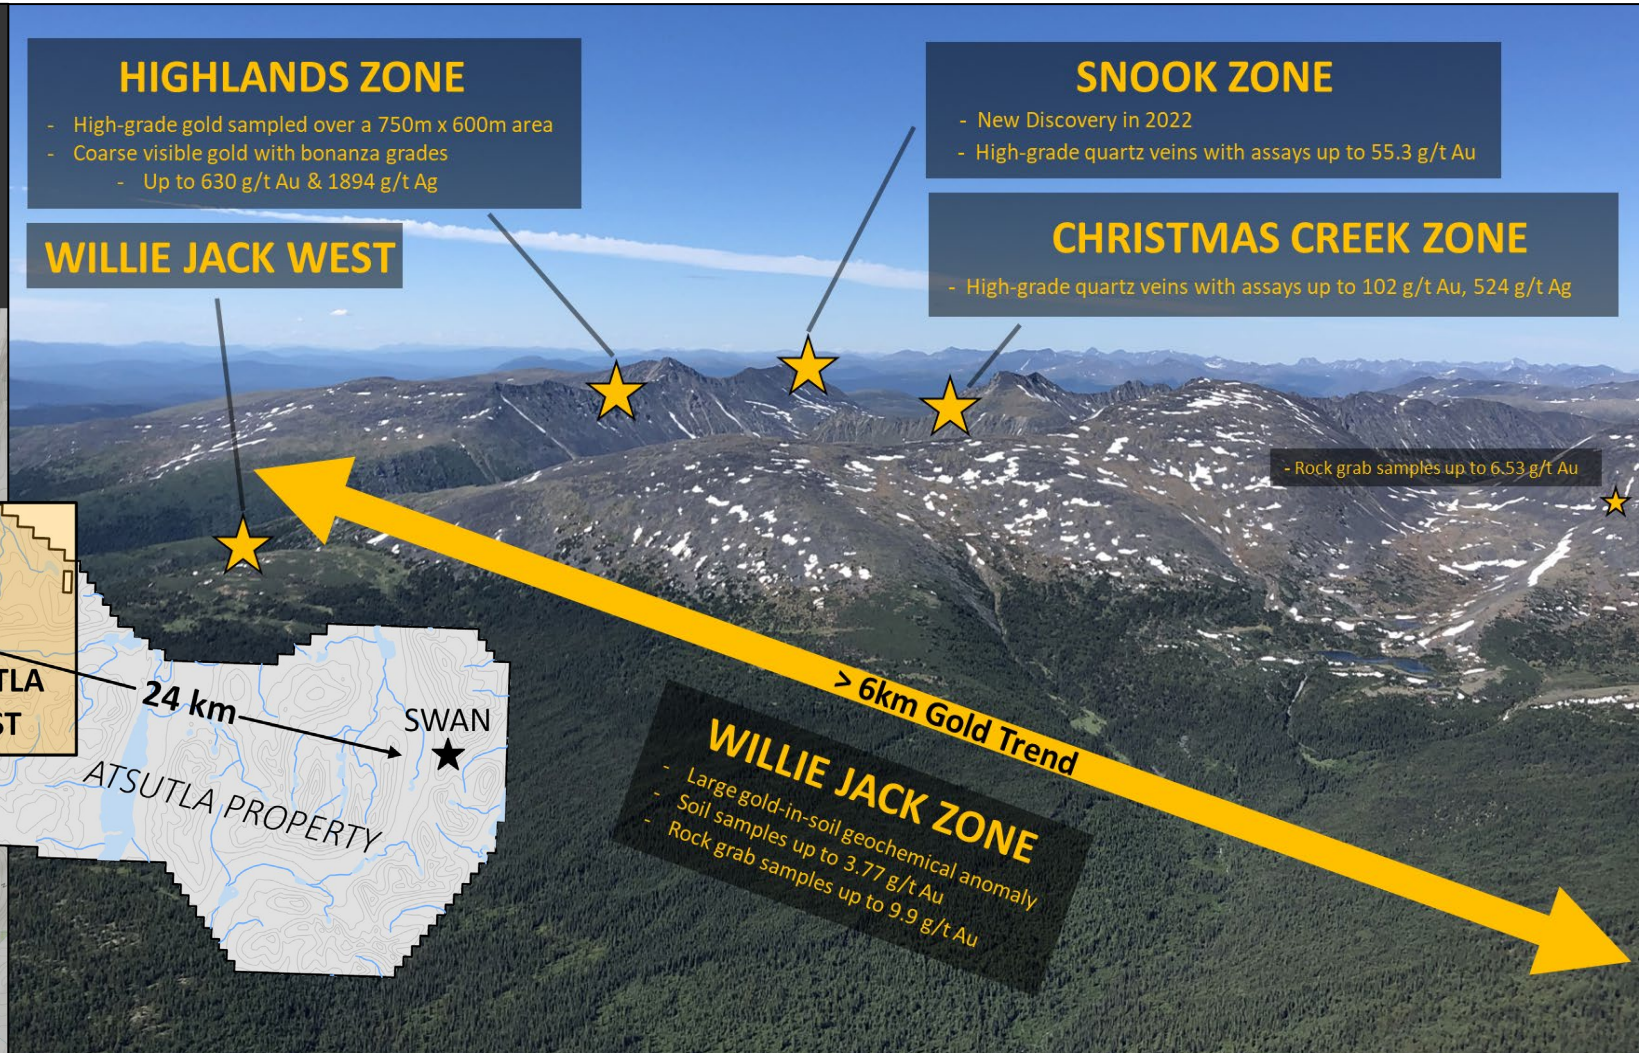 HIGHLANDS ZONE
- High-grade gold sampled over a 750m x 600m area
- Coarse visible gold with bonanza grades
- Up to 630 g/t Au & 1894 g/t Ag
WILLIE JACK WEST
SNOOK ZONE
- New Discovery in 2022
- High-grade quartz veins with assays up to 55.3 g/t Au
CHRISTMAS CREEK ZONE
- High-grade quartz veins with assays up to 102 g/t Au, 524 g/t Ag
- Rock grab samples up to 6.53 g/t Au
> 6km Gold Trend
WILLIE JACK ZONE
- Large gold-in-soil geochemical anomaly
- Soil samples up to 3.77 g/t Au
- Rock grab samples up to 9.9 g/t Au
TLA
ST
24 km
SWAN
ATSUTLA PROPERTY